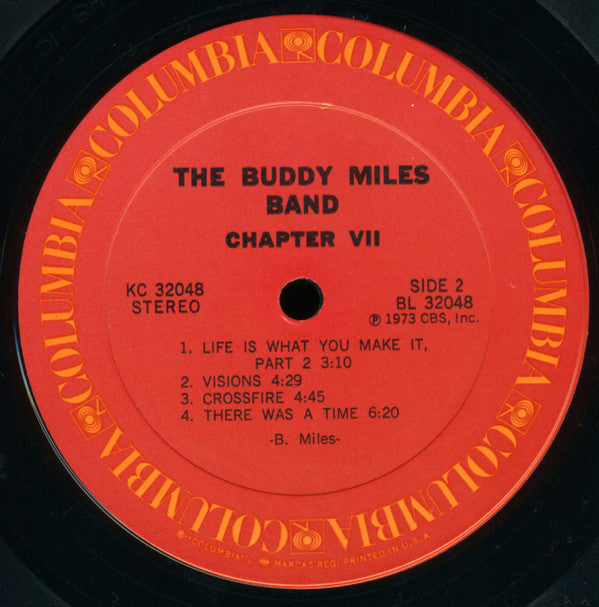 COLUMBIA COLUMBIA COLUMBIA COLUMBIA COLUMBIA COLUMBIA
THE BUDDY MILES
BAND
CHAPTER VII
KC 32048
STEREO
SIDE 2
BL 32048
℗ 1973 CBS, Inc.
1. LIFE IS WHAT YOU MAKE IT,
PART 2 3:10
2. VISIONS 4:29
3. CROSSFIRE 4:45
4. THERE WAS A TIME 6:20
-B. Miles-
®"COLUMBIA", MARCAS REG. PRINTED IN U.S.A.